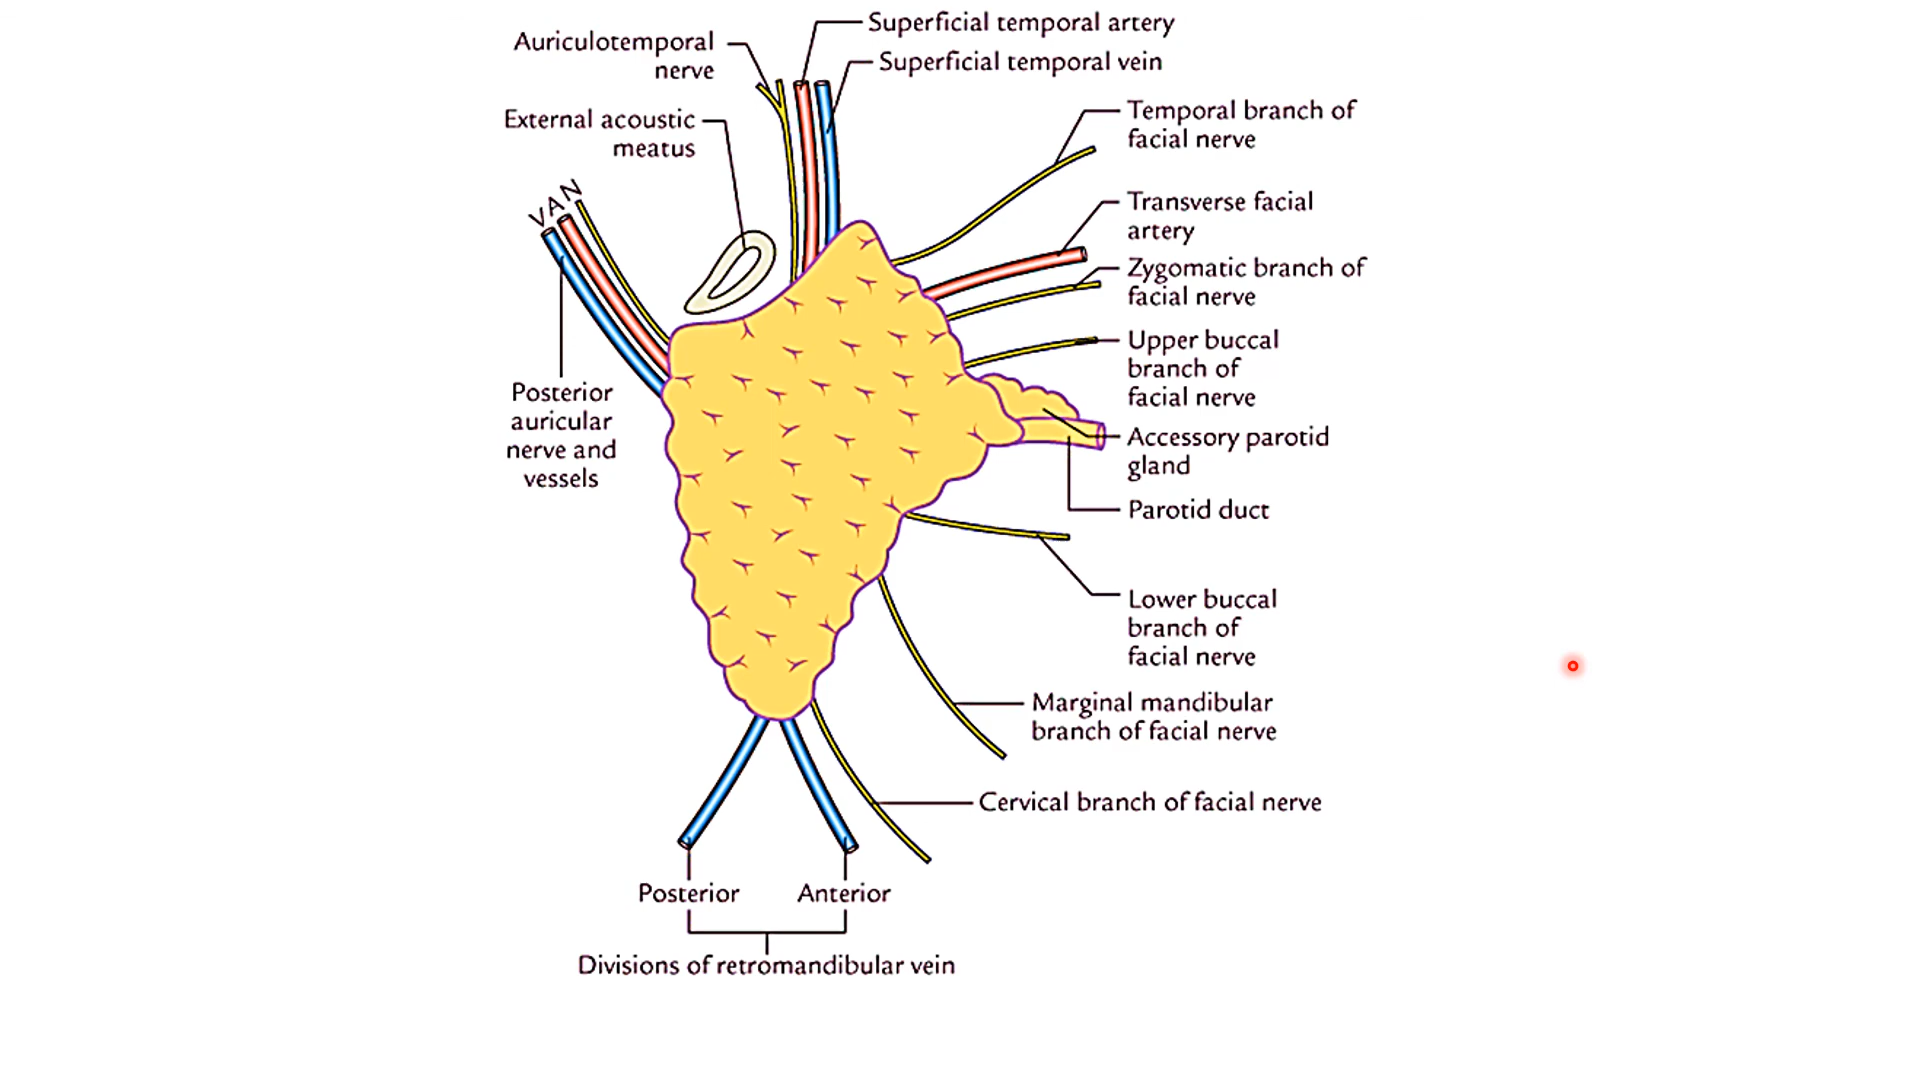 Superficial temporal artery
Auriculotemporal
nerve
Superficial temporal vein
External acoustic
meatus
Temporal branch of
facial nerve
VAN
Transverse facial
artery
Zygomatic branch of
facial nerve
Upper buccal
branch of
facial nerve
Posterior
auricular
nerve and
vessels
Accessory parotid
gland
Parotid duct
Lower buccal
branch of
facial nerve
Marginal mandibular
branch of facial nerve
Cervical branch of facial nerve
Posterior
Anterior
Divisions of retromandibular vein